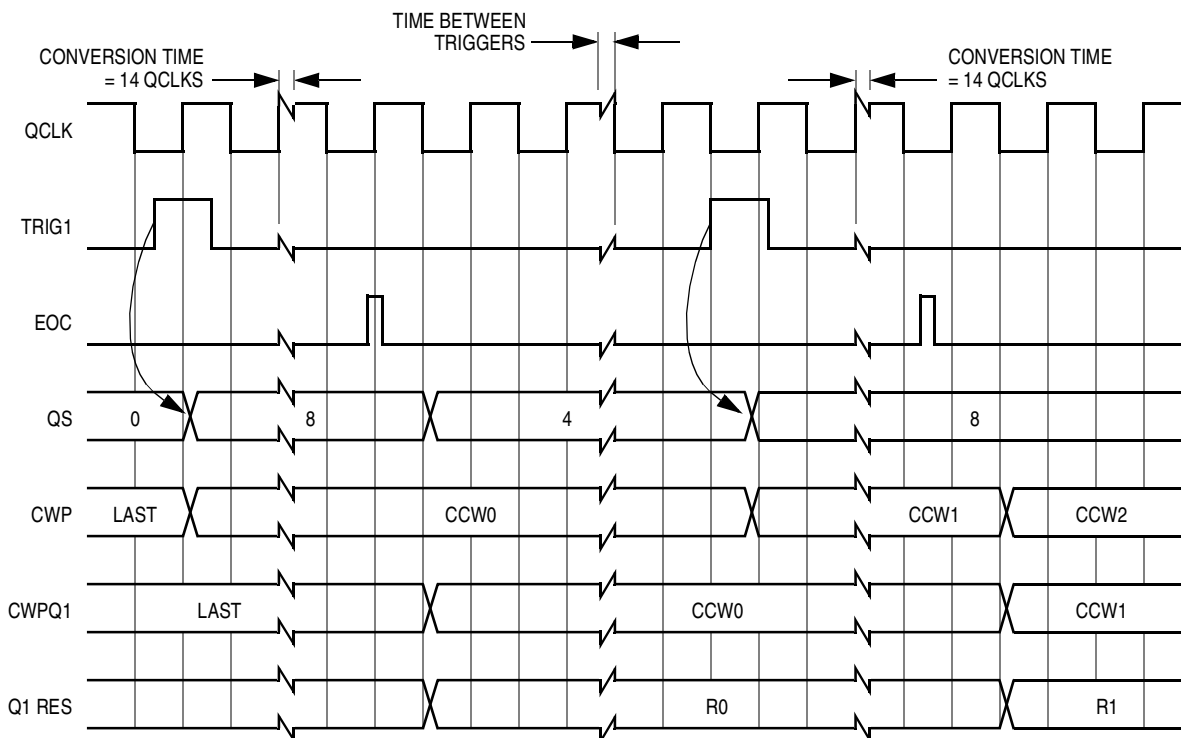 TIME BETWEEN
TRIGGERS
CONVERSION TIME
= 14 QCLKS
CONVERSION TIME
= 14 QCLKS
QCLK
TRIG1
EOC
QS 0 8 4 8
CWP LAST CCW0 CCW1 CCW2
CWPQ1 LAST CCW0 CCW1
Q1 RES R0 R1